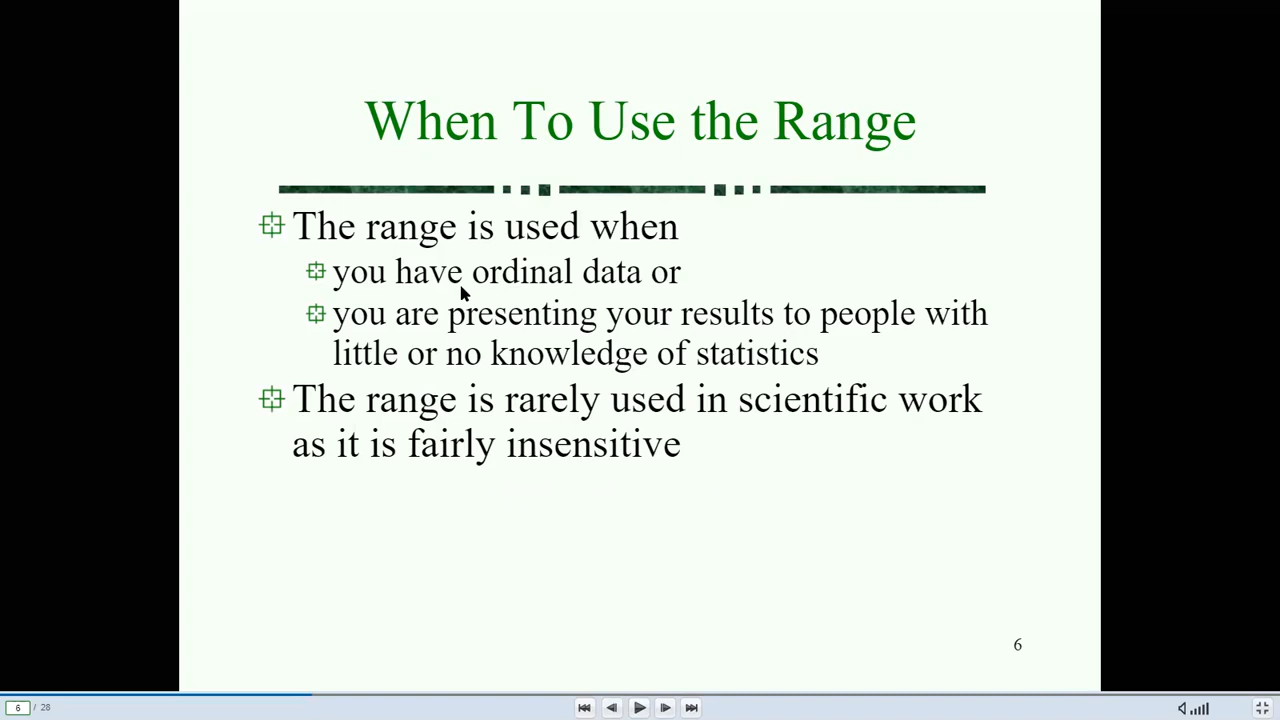 When To Use the Range
The range is used when
you have ordinal data or
you are presenting your results to people with
little or no knowledge of statistics
The range is rarely used in scientific work
as it is fairly insensitive
6
6 / 28